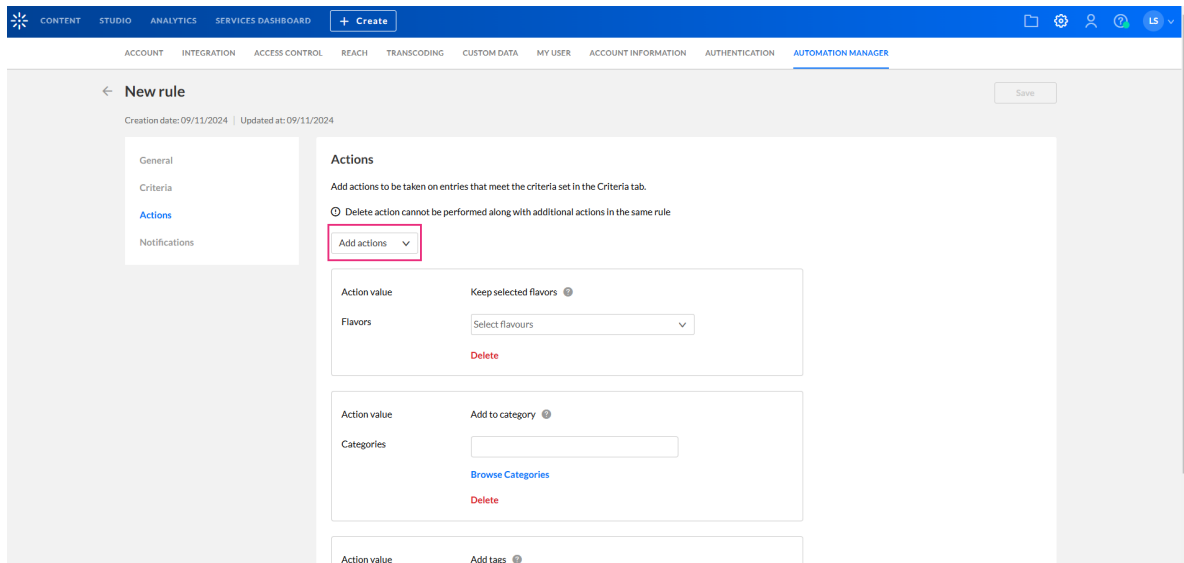 CONTENT STUDIO ANALYTICS SERVICES DASHBOARD + Create LS
ACCOUNT INTEGRATION ACCESS CONTROL REACH TRANSCODING CUSTOM DATA MY USER ACCOUNT INFORMATION AUTHENTICATION AUTOMATION MANAGER
New rule Save
Creation date: 09/11/2024 | Updated at: 09/11/2024
General
Criteria
Actions
Notifications
Actions
Add actions to be taken on entries that meet the criteria set in the Criteria tab.
Delete action cannot be performed along with additional actions in the same rule
Add actions
Action value Keep selected flavors
Flavors Select flavours
Delete
Action value Add to category
Categories
Browse Categories
Delete
Action value Add tags